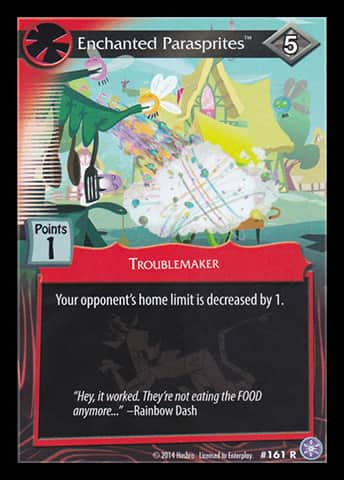 Enchanted Parasprites™
5
Points
1
TROUBLEMAKER
Your opponent's home limit is decreased by 1.
"Hey, it worked. They're not eating the FOOD
anymore..." –Rainbow Dash
© 2014 Hasbro Licensed to Enterplay. #161 R